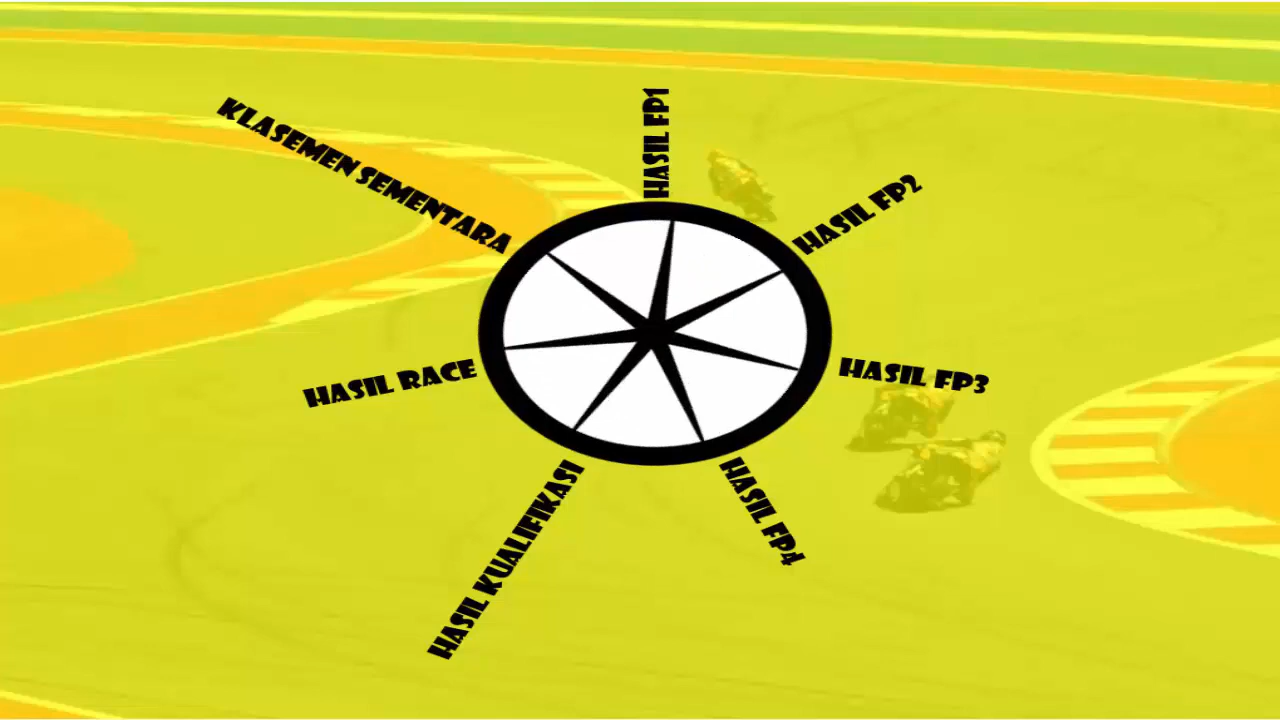 HASIL FP1
HASIL FP2
HASIL FP3
HASIL FP4
HASIL KUALIFIKASI
HASIL RACE
KLASEMEN SEMENTARA